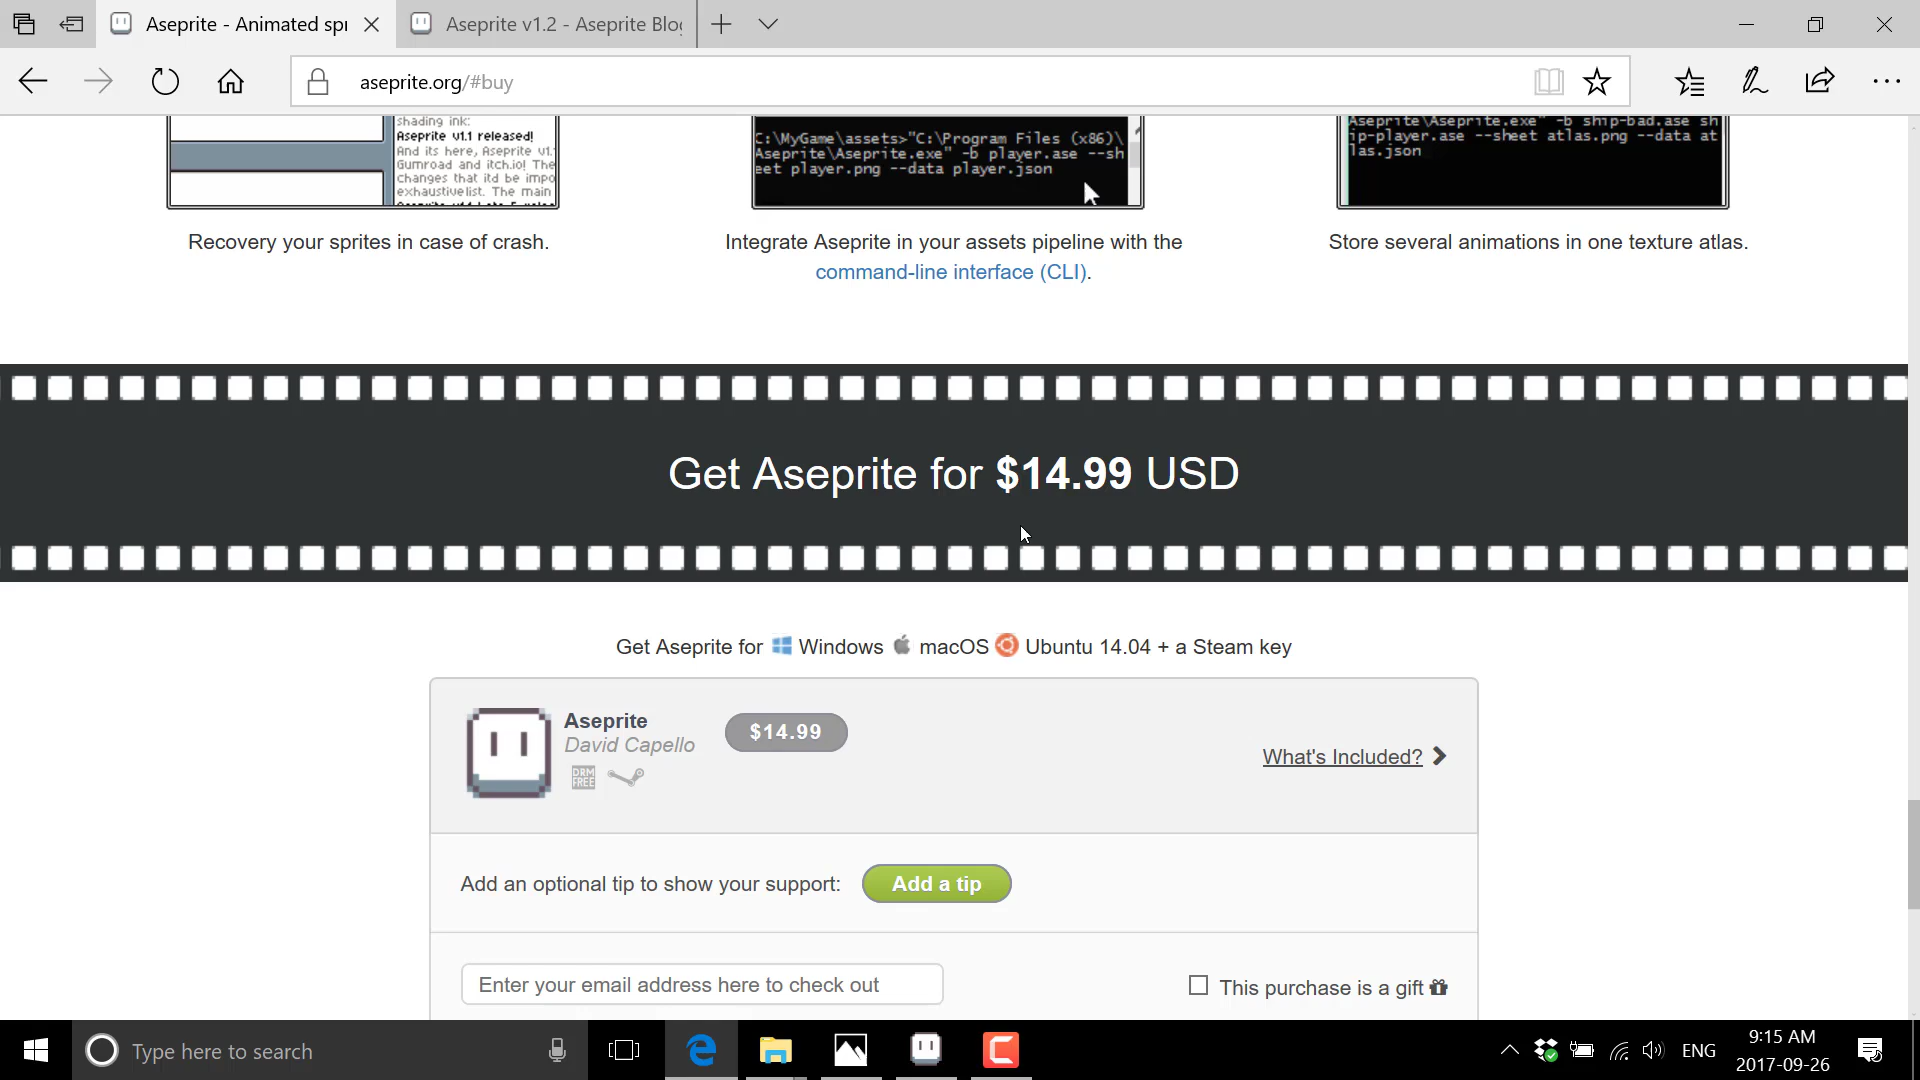 Aseprite - Animated spr
Aseprite v1.2 - Aseprite Blo
aseprite.org/#buy
shading ink:
Aseprite v1.1 released!
And its here, Aseprite v1.
Gumroad and itch.io! The
changes that itd be impo
exhaustive list. The main
C:\MyGame\assets>"C:\Program Files (x86)\
Aseprite\Aseprite.exe" -b player.ase --sh
eet player.png --data player.json
Aseprite\Aseprite.exe" -b ship-bad.ase sh
ip-player.ase --sheet atlas.png --data at
las.json
Recovery your sprites in case of crash.
Integrate Aseprite in your assets pipeline with the
command-line interface (CLI).
Store several animations in one texture atlas.
Get Aseprite for $14.99 USD
Get Aseprite for Windows macOS Ubuntu 14.04 + a Steam key
Aseprite
David Capello
DRM
FREE
$14.99
What's Included?
Add an optional tip to show your support:
Add a tip
Enter your email address here to check out
This purchase is a gift
Type here to search
ENG
9:15 AM
2017-09-26